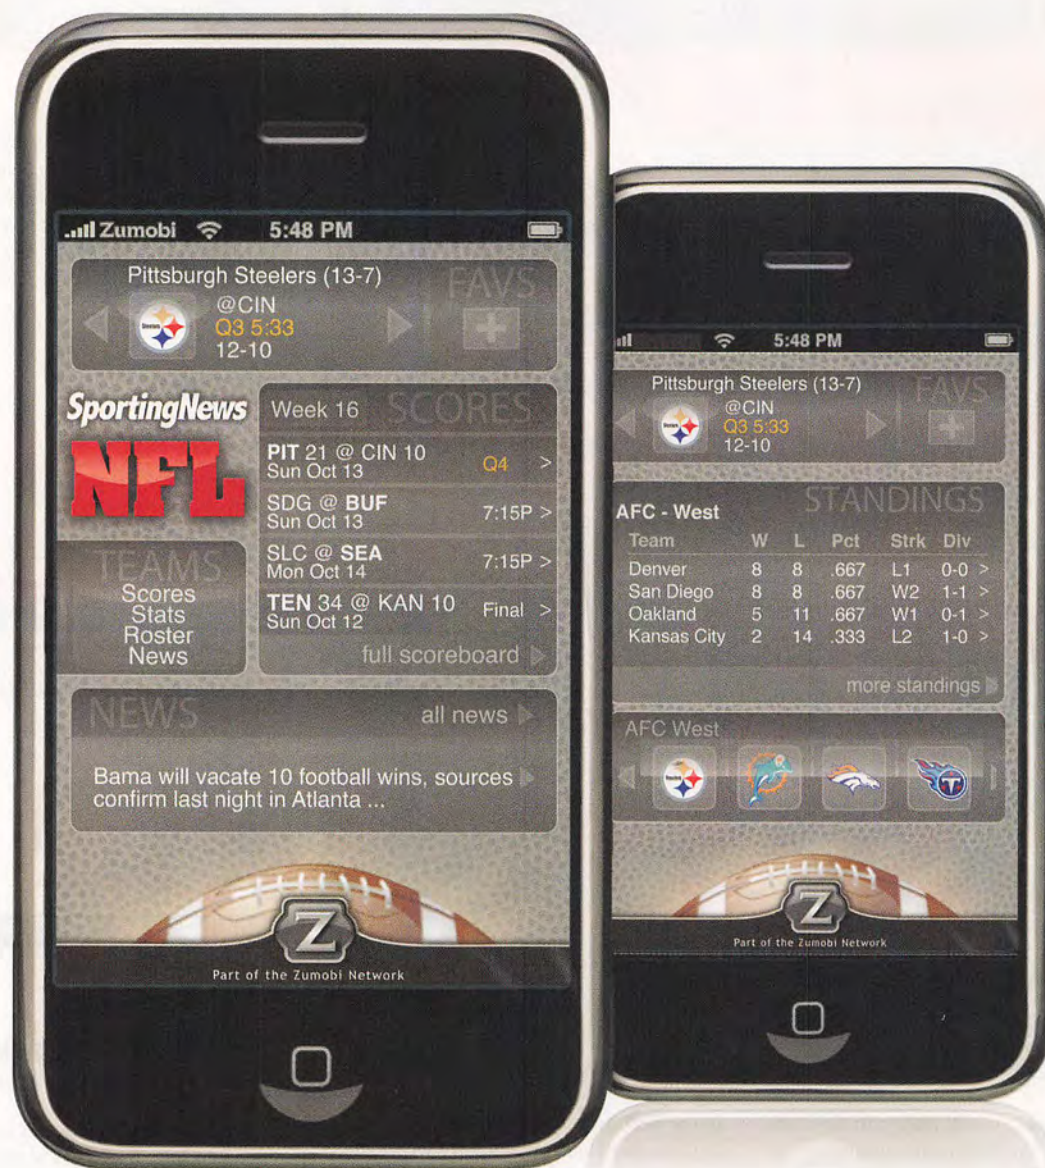 Zumobi 5:48 PM
Pittsburgh Steelers (13-7)
FAVS
@CIN
Q3 5:33
12-10
Steelers
SportingNews
NFL
Week 16 SCORES
PIT 21 @ CIN 10
Sun Oct 13
Q4 >
SDG @ BUF
Sun Oct 13
7:15P >
SLC @ SEA
Mon Oct 14
7:15P >
TEN 34 @ KAN 10
Sun Oct 12
Final >
full scoreboard
TEAMS
Scores
Stats
Roster
News
NEWS
all news
Bama will vacate 10 football wins, sources
confirm last night in Atlanta ...
Z
Part of the Zumobi Network
5:48 PM
Pittsburgh Steelers (13-7)
FAVS
@CIN
Q3 5:33
12-10
Steelers
STANDINGS
AFC - West
Team W L Pct Strk Div
Denver 8 8 .667 L1 0-0 >
San Diego 8 8 .667 W2 1-1 >
Oakland 5 11 .667 W1 0-1 >
Kansas City 2 14 .333 L2 1-0 >
more standings
AFC West
Steelers
T
Z
Part of the Zumobi Network